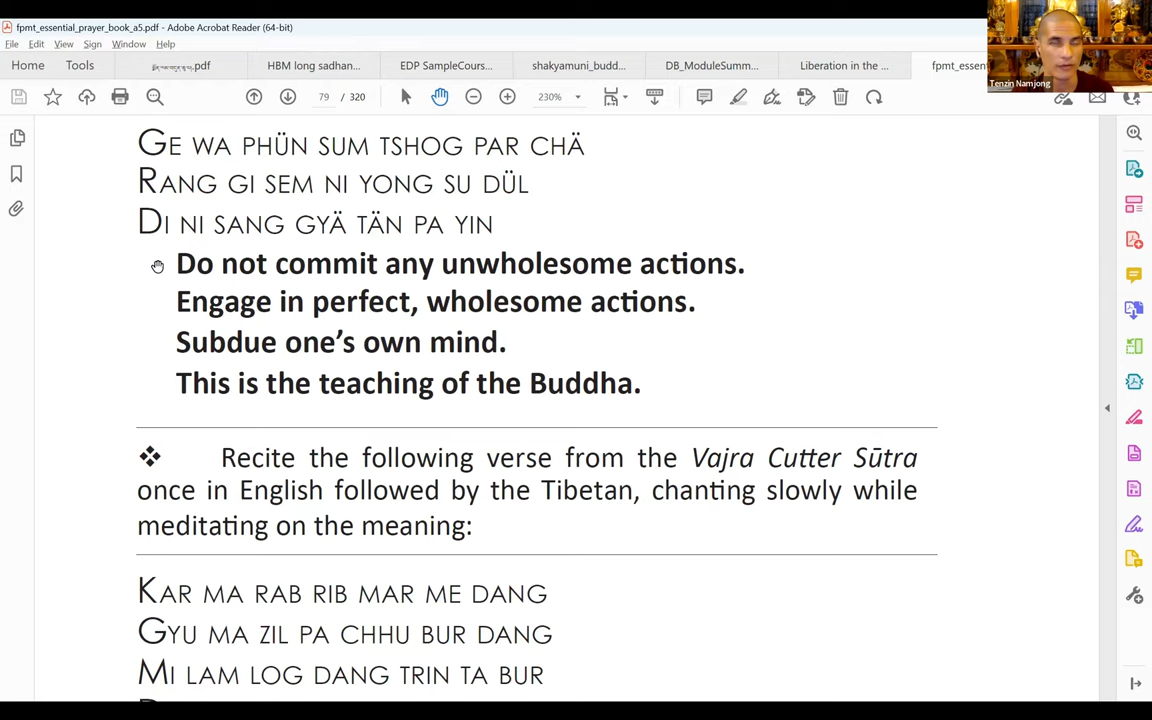 fpmt_essential_prayer_book_a5.pdf - Adobe Acrobat Reader (64-bit)
File Edit View Sign Window Help
Home Tools .pdf HBM long sadhan... EDP SampleCours... shakyamuni_budd... DB_ModuleSumm... Liberation in the ... fpmt_essen
Tenzin Namjong
79 / 320 230%
GE WA PHÜN SUM TSHOG PAR CHÄ
RANG GI SEM NI YONG SU DÜL
DI NI SANG GYÄ TÄN PA YIN
Do not commit any unwholesome actions.
Engage in perfect, wholesome actions.
Subdue one’s own mind.
This is the teaching of the Buddha.
❖ Recite the following verse from the Vajra Cutter Sūtra
once in English followed by the Tibetan, chanting slowly while
meditating on the meaning:
KAR MA RAB RIB MAR ME DANG
GYU MA ZIL PA CHHU BUR DANG
MI LAM LOG DANG TRIN TA BUR